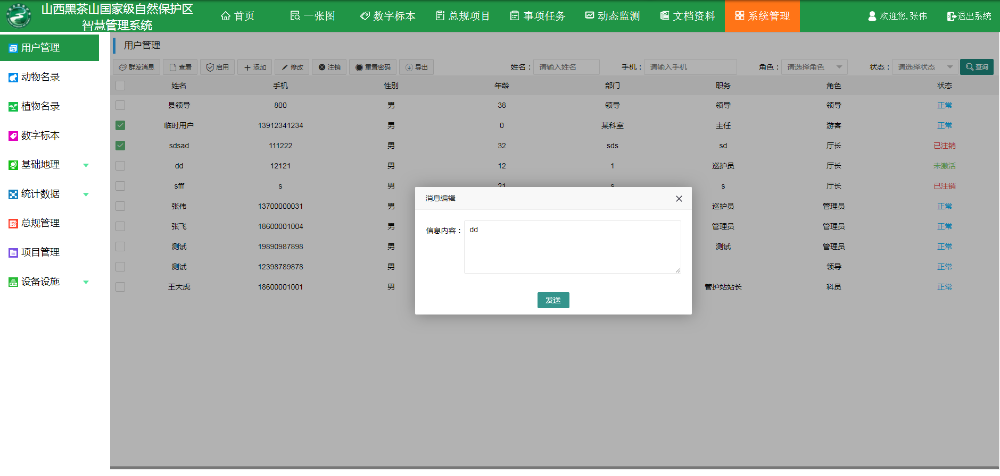 山西黑茶山国家级自然保护区
智慧管理系统
首页 一张图 数字标本 总规项目 事项任务 动态监测 文档资料 系统管理 欢迎您, 张伟 退出系统
用户管理
动物名录
植物名录
数字标本
基础地理
统计数据
总规管理
项目管理
设备设施
用户管理
群发消息 查看 启用 添加 修改 注销 重置密码 导出 姓名： 请输入姓名 手机： 请输入手机 角色： 请选择角色 状态： 请选择状态 查询
姓名 手机 性别 年龄 部门 职务 角色 状态
县领导 800 男 38 领导 领导 领导 正常
临时用户 13912341234 男 0 某科室 主任 游客 正常
sdsad 111222 男 32 sds sd 厅长 已注销
dd 12121 男 12 1 巡护员 厅长 未激活
sfff s 男 21 s s 厅长 已注销
张伟 13700000031 男 巡护员 管理员 正常
张飞 18600001004 男 管理员 管理员 正常
测试 19890987898 男 测试 管理员 正常
测试 12398789878 男 领导 正常
王大虎 18600001001 男 管护站站长 科员 正常
消息编辑
信息内容： dd
发送